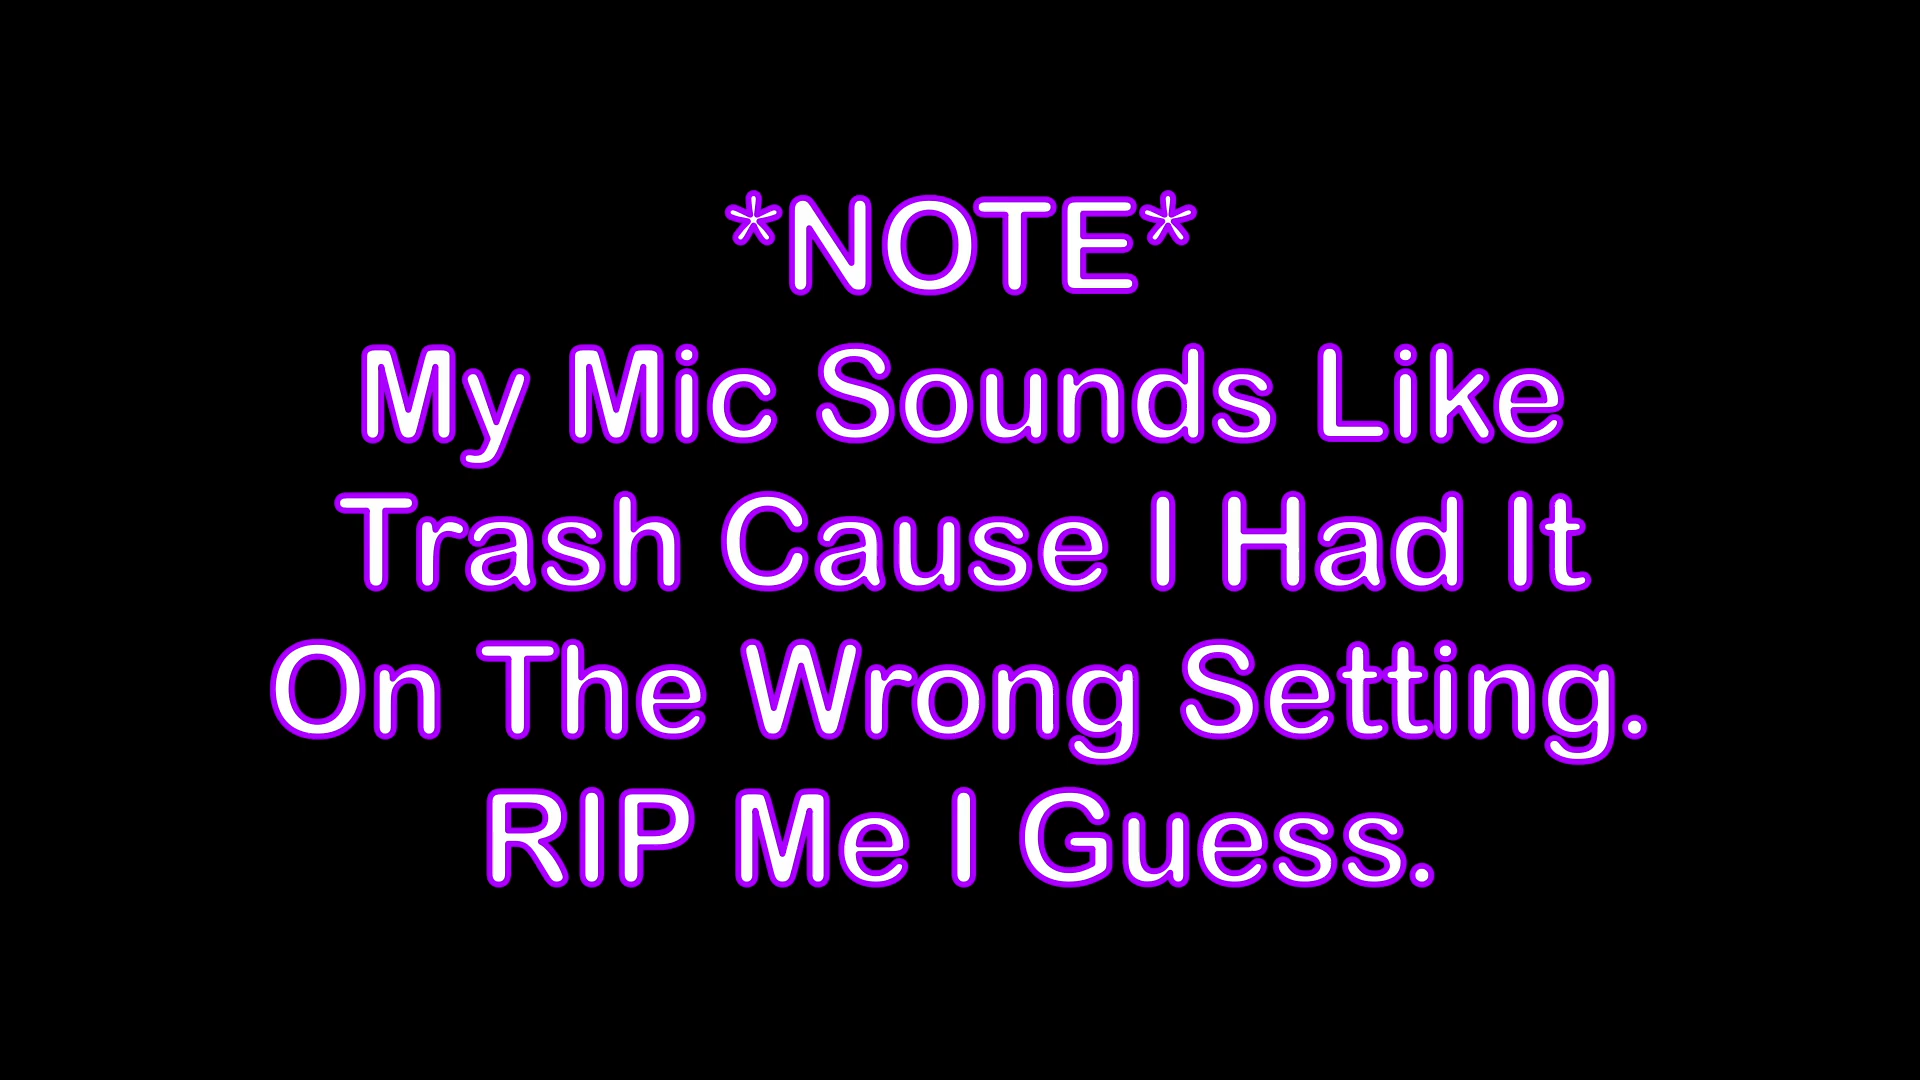 *NOTE*
My Mic Sounds Like
Trash Cause I Had It
On The Wrong Setting.
RIP Me I Guess.